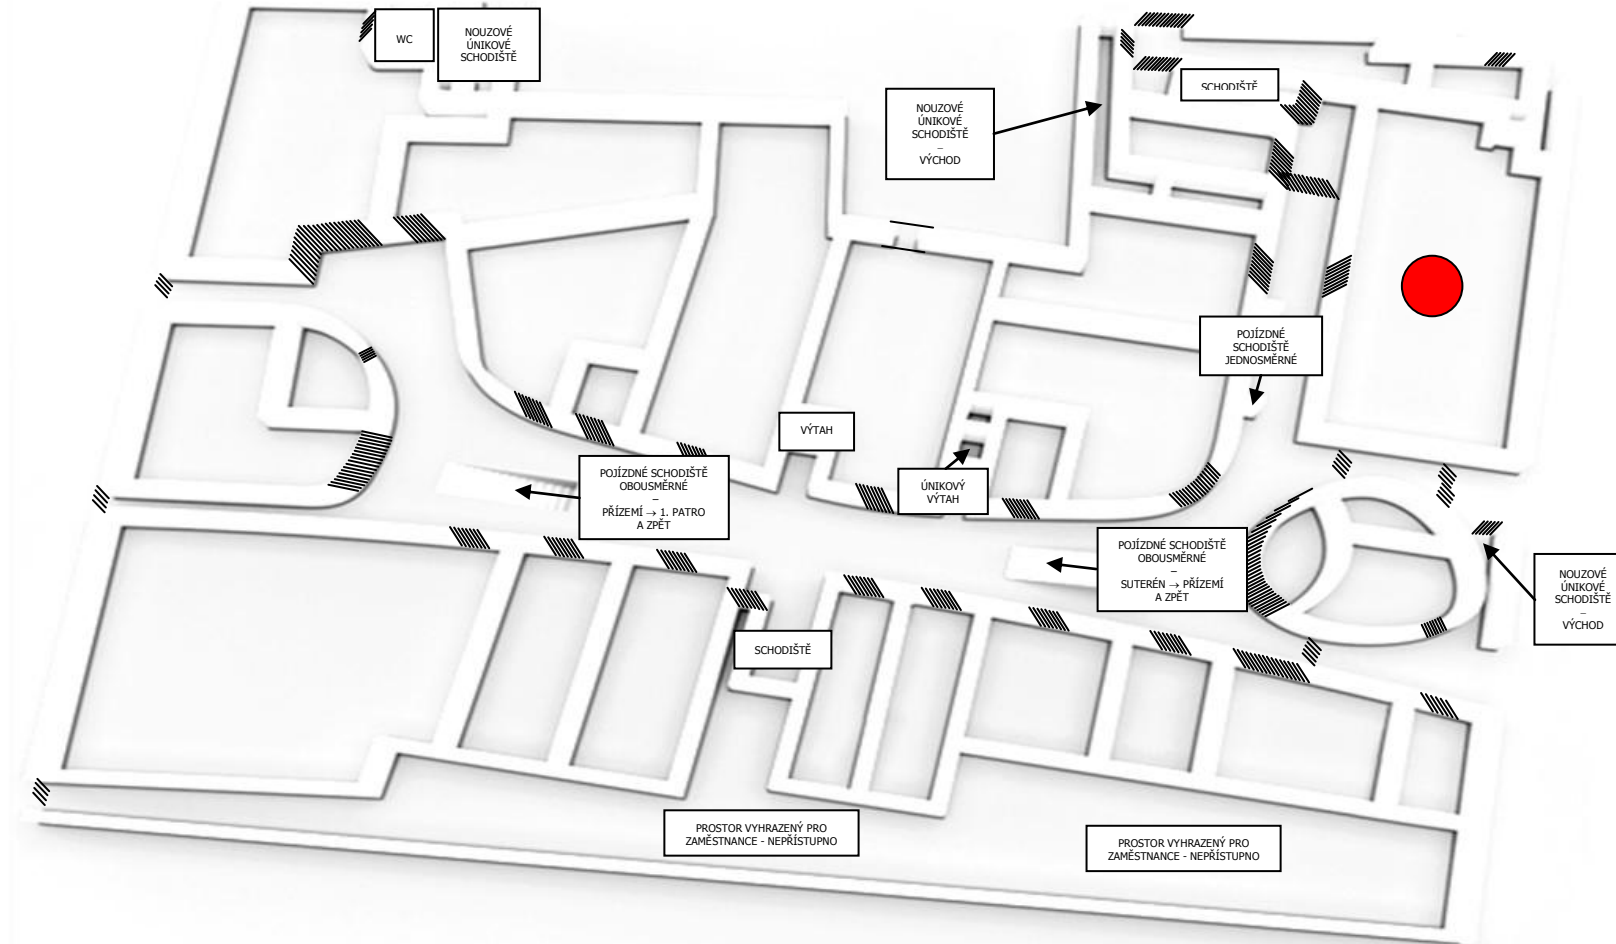 WC
NOUZOVÉ
ÚNIKOVÉ
SCHODIŠTĚ
SCHODIŠTĚ
NOUZOVÉ
ÚNIKOVÉ
SCHODIŠTĚ
–
VÝCHOD
POJÍZDNÉ
SCHODIŠTĚ
JEDNOSMĚRNÉ
VÝTAH
POJÍZDNÉ SCHODIŠTĚ
OBOUSMĚRNÉ
–
PŘÍZEMÍ → 1. PATRO
A ZPĚT
ÚNIKOVÝ
VÝTAH
POJÍZDNÉ SCHODIŠTĚ
OBOUSMĚRNÉ
–
SUTERÉN → PŘÍZEMÍ
A ZPĚT
NOUZOVÉ
ÚNIKOVÉ
SCHODIŠTĚ
–
VÝCHOD
SCHODIŠTĚ
PROSTOR VYHRAZENÝ PRO
ZAMĚSTNANCE - NEPŘÍSTUPNO
PROSTOR VYHRAZENÝ PRO
ZAMĚSTNANCE - NEPŘÍSTUPNO